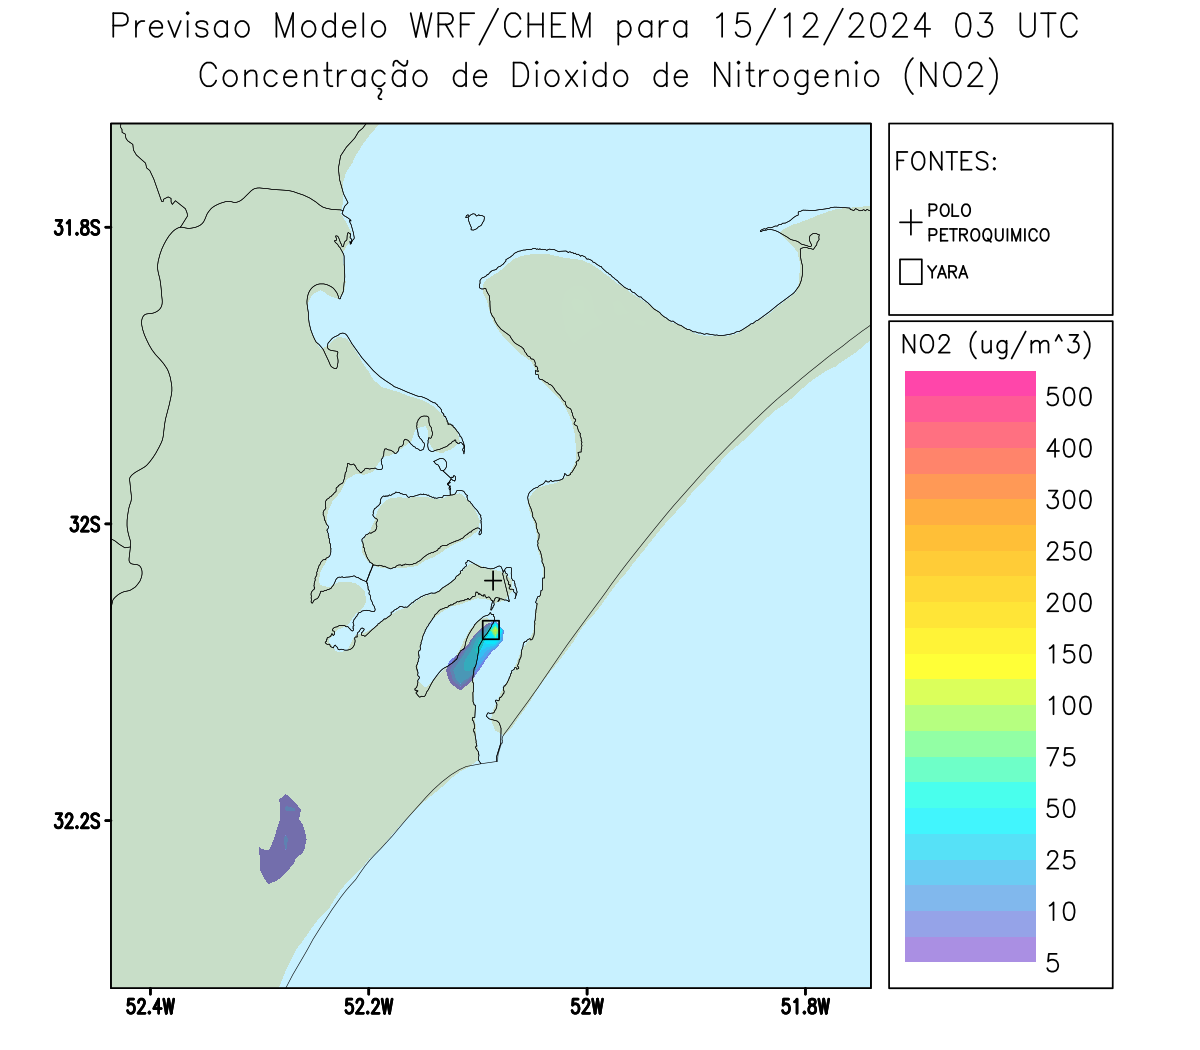 Previsao Modelo WRF/CHEM para 15/12/2024 03 UTC
Concentração de Dioxido de Nitrogenio (NO2)
FONTES:
POLO
PETROQUIMICO
YARA
NO2 (ug/m^3)
500
400
300
250
200
150
100
75
50
25
10
5
31.8S
32S
32.2S
52.4W
52.2W
52W
51.8W